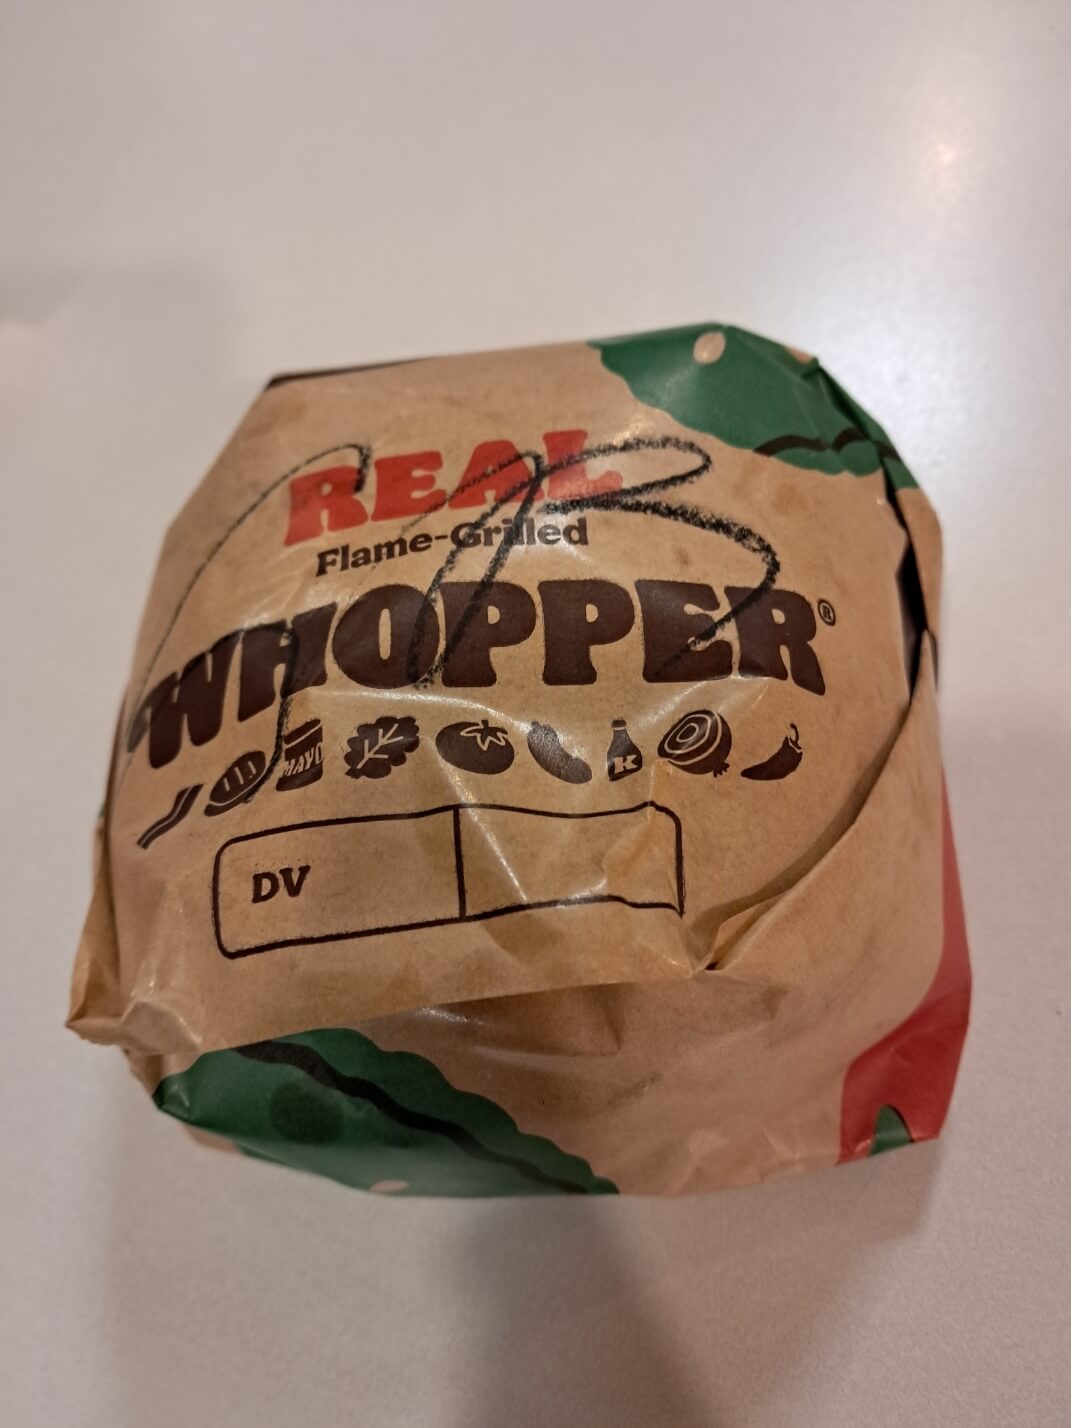 REAL
Flame-Grilled
WHOPPER®
MAYO
K
DV